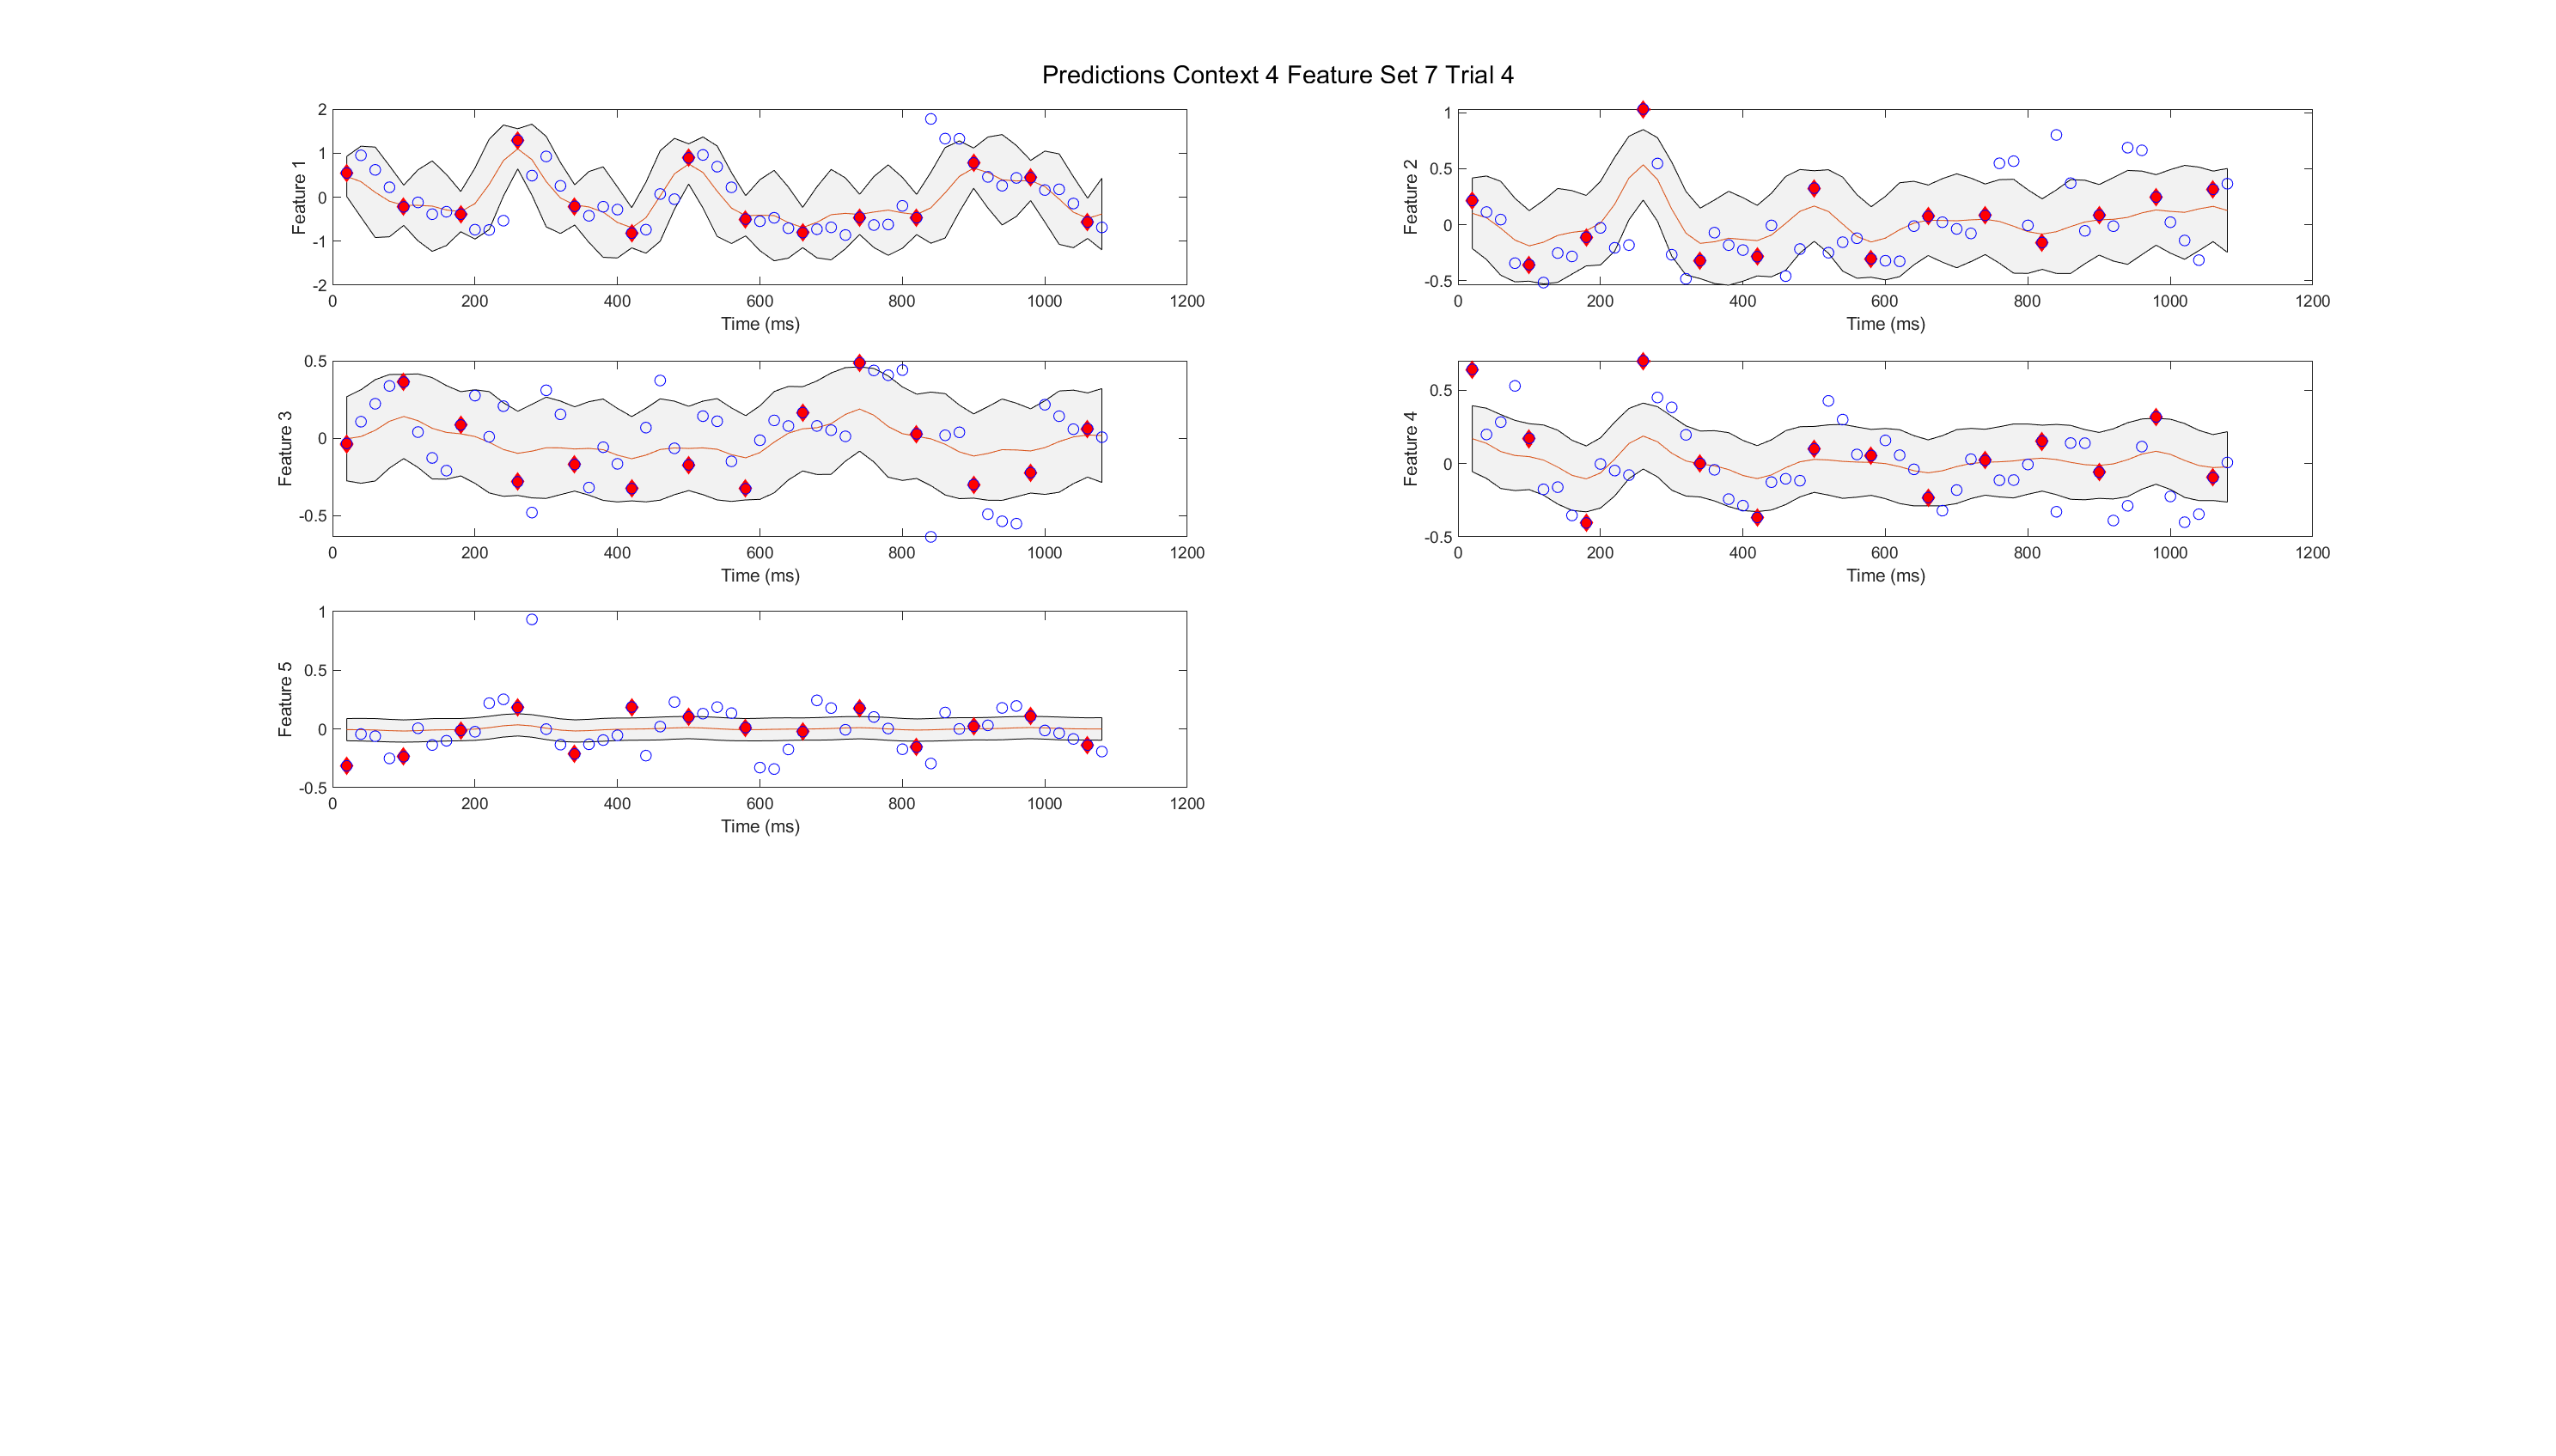 Predictions Context 4 Feature Set 7 Trial 4
2
1
0
-1
-2
Feature 1
0 200 400 600 800 1000 1200
Time (ms)
1
0.5
0
-0.5
Feature 2
0 200 400 600 800 1000 1200
Time (ms)
0.5
0
-0.5
Feature 3
0 200 400 600 800 1000 1200
Time (ms)
0.5
0
-0.5
Feature 4
0 200 400 600 800 1000 1200
Time (ms)
1
0.5
0
-0.5
Feature 5
0 200 400 600 800 1000 1200
Time (ms)